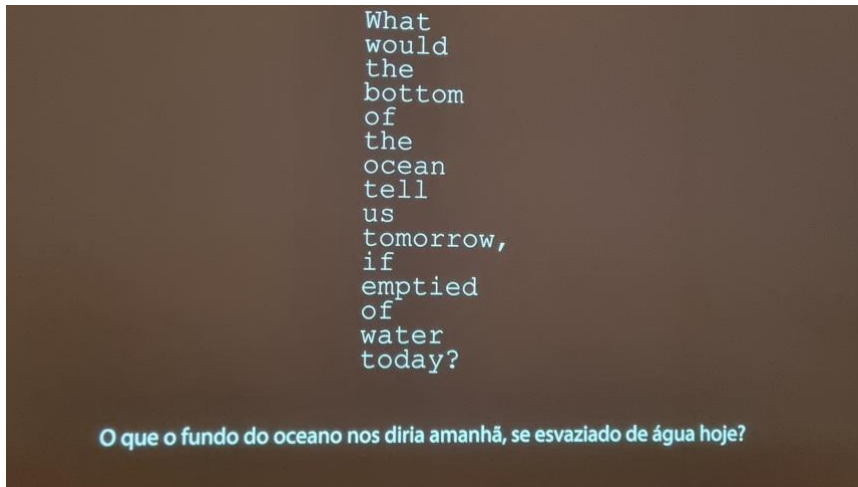 What
would
the
bottom
of
the
ocean
tell
us
tomorrow,
if
emptied
of
water
today?
O que o fundo do oceano nos diria amanhã, se esvaziado de água hoje?